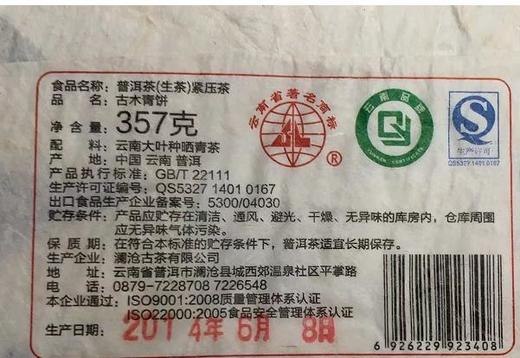 食品名称：普洱茶(生茶)紧压茶
品　　名：古木青饼
净 含 量：357克
配　　料：云南大叶种晒青茶
产　　地：中国 云南 普洱
产品执行标准：GB/T 22111
生产许可证编号：QS5327 1401 0167
出口食品生产企业备案号：5300/04030
贮存条件：产品应贮存在清洁、通风、避光、干燥、无异味的库房内，仓库周围
应无异味气体污染。
保 质 期：在符合本标准的贮存条件下，普洱茶适宜长期保存。
生产企业：澜沧古茶有限公司
地　　址：云南省普洱市澜沧县城西郊温泉社区平掌路
电　　话：0879-7228708 7226548
本企业通过：ISO9001:2008质量管理体系认证
ISO22000:2005食品安全管理体系认证
生产日期：2014年6月8日
云南省著名商标
®
云南品牌
YUNNAN CERTIFICATE
QS
生产许可
QS5327 1401 0167
6 926229 923408